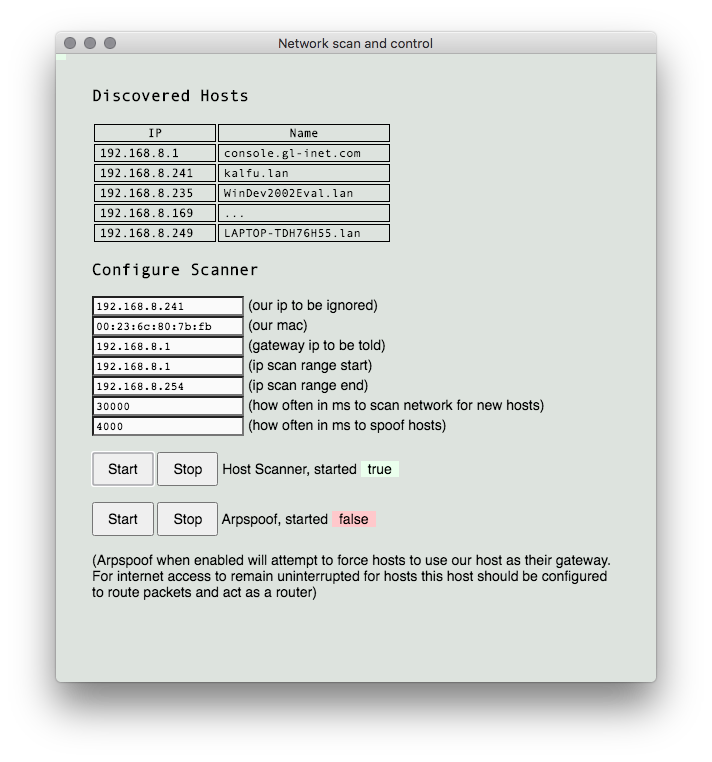 Network scan and control
Discovered Hosts
IP Name
192.168.8.1 console.gl-inet.com
192.168.8.241 kalfu.lan
192.168.8.235 WinDev2002Eval.lan
192.168.8.169 ...
192.168.8.249 LAPTOP-TDH76H55.lan
Configure Scanner
192.168.8.241 (our ip to be ignored)
00:23:6c:80:7b:fb (our mac)
192.168.8.1 (gateway ip to be told)
192.168.8.1 (ip scan range start)
192.168.8.254 (ip scan range end)
30000 (how often in ms to scan network for new hosts)
4000 (how often in ms to spoof hosts)
Start Stop Host Scanner, started true
Start Stop Arpspoof, started false
(Arpspoof when enabled will attempt to force hosts to use our host as their gateway.
For internet access to remain uninterrupted for hosts this host should be configured
to route packets and act as a router)